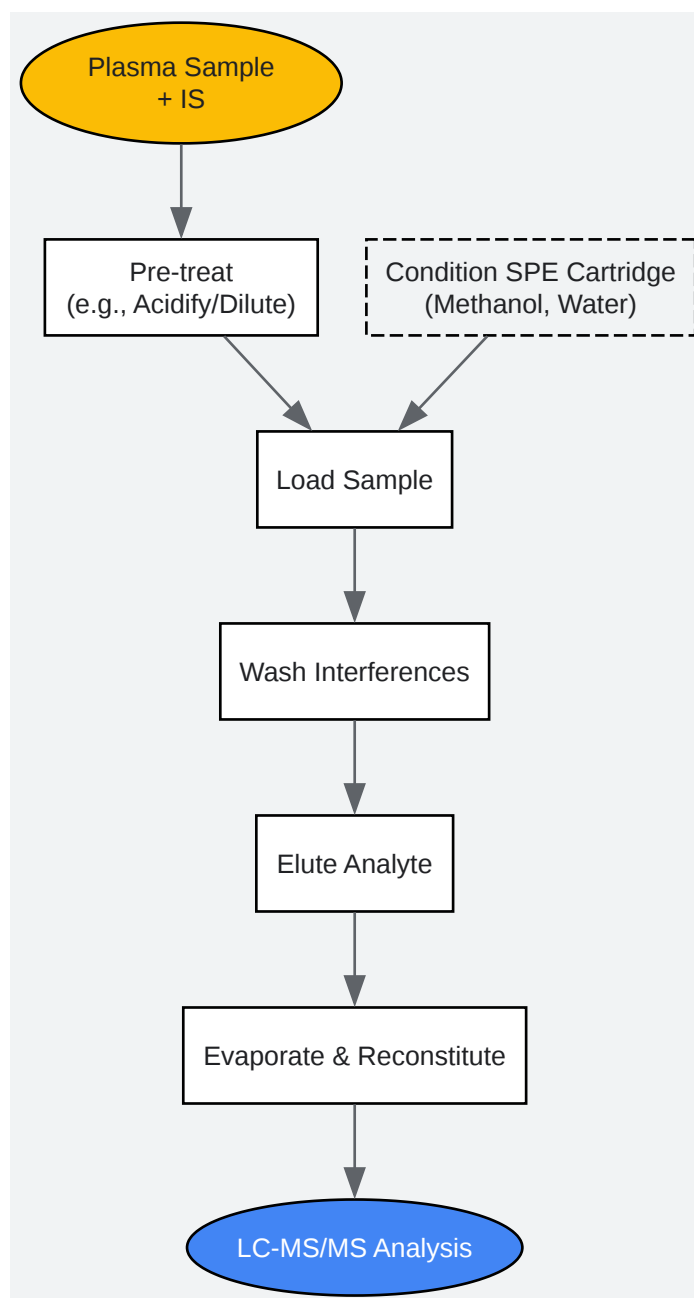 Plasma Sample
+ IS
Pre-treat
(e.g., Acidify/Dilute)
Condition SPE Cartridge
(Methanol, Water)
Load Sample
Wash Interferences
Elute Analyte
Evaporate & Reconstitute
LC-MS/MS Analysis